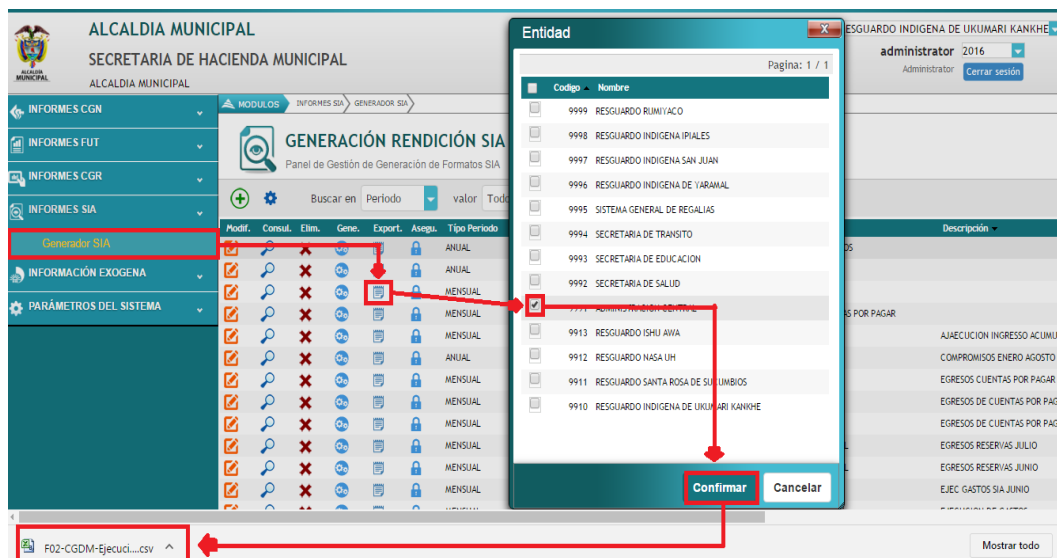 ALCALDIA MUNICIPAL
SECRETARIA DE HACIENDA MUNICIPAL
ALCALDIA MUNICIPAL
ALCALDIA
MUNICIPAL
ESGUARDO INDIGENA DE UKUMARI KANKHE
administrator 2016
Administrator Cerrar sesión
INFORMES CGN
INFORMES FUT
INFORMES CGR
INFORMES SIA
Generador SIA
INFORMACIÓN EXOGENA
PARÁMETROS DEL SISTEMA
MODULOS INFORMES SIA GENERADOR SIA
GENERACIÓN RENDICIÓN SIA
Panel de Gestión de Generación de Formatos SIA
Buscar en Periodo valor Todo
Modif. Consul. Elim. Gene. Export. Asegu. Tipo Periodo
ANUAL
ANUAL
MENSUAL
MENSUAL
MENSUAL
ANUAL
MENSUAL
MENSUAL
MENSUAL
MENSUAL
MENSUAL
MENSUAL
Entidad X
Pagina: 1 / 1
Codigo Nombre
9999 RESGUARDO RUMIYACO
9998 RESGUARDO INDIGENA IPIALES
9997 RESGUARDO INDIGENA SAN JUAN
9996 RESGUARDO INDIGENA DE YARAMAL
9995 SISTEMA GENERAL DE REGALIAS
9994 SECRETARIA DE TRANSITO
9993 SECRETARIA DE EDUCACION
9992 SECRETARIA DE SALUD
9991 ADMINISTRACION CENTRAL
9913 RESGUARDO ISHU AWA
9912 RESGUARDO NASA UH
9911 RESGUARDO SANTA ROSA DE SUCUMBIOS
9910 RESGUARDO INDIGENA DE UKUMARI KANKHE
Confirmar Cancelar
Descripción
OS
AS POR PAGAR
AJAECUCION INGRESSO ACUMU
COMPROMISOS ENERO AGOSTO
EGRESOS CUENTAS POR PAGAR
EGRESOS DE CUENTAS POR PAG
EGRESOS DE CUENTAS POR PAG
L EGRESOS RESERVAS JULIO
EGRESOS RESERVAS JUNIO
EJEC GASTOS SIA JUNIO
F02-CGDM-Ejecuci....csv
Mostrar todo